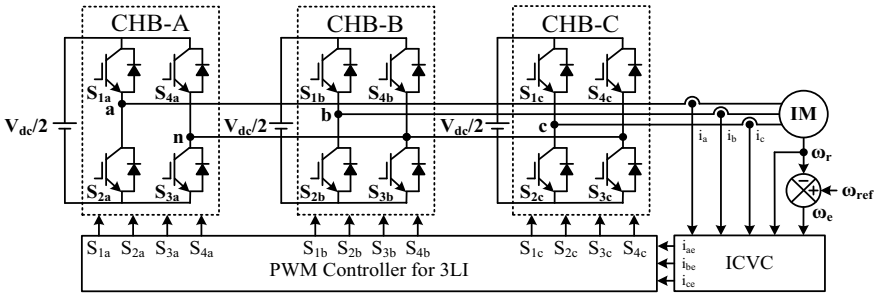 CHB-A
CHB-B
CHB-C
S1a
S4a
S1b
S4b
S1c
S4c
a
b
c
n
Vdc/2
Vdc/2
Vdc/2
S2a
S3a
S2b
S3b
S2c
S3c
IM
ia
ib
ic
ωr
ωref
ωe
− +
S1a S2a S3a S4a
S1b S2b S3b S4b
S1c S2c S3c S4c
PWM Controller for 3LI
iae
ibe
ice
ICVC